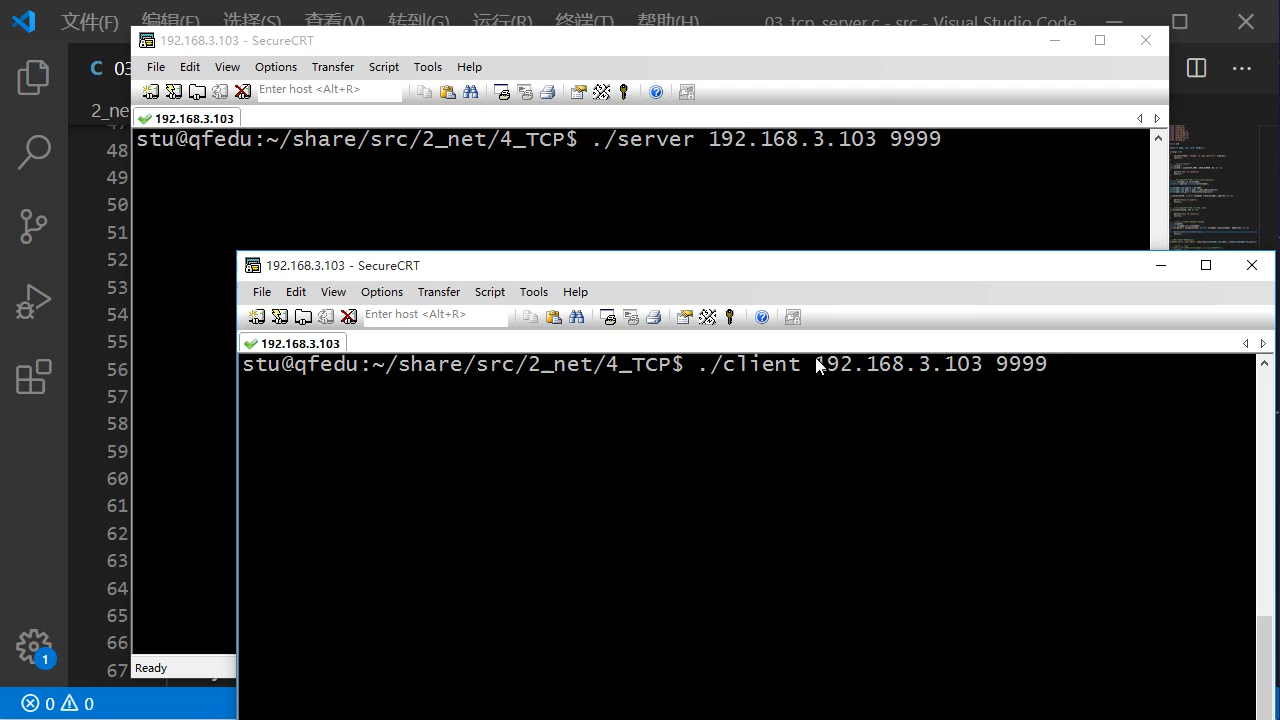 文件(F) 编辑(E) 选择(S) 查看(V) 转到(G) 运行(R) 终端(T) 帮助(H) 03_tcp_server.c - src - Visual Studio Code
192.168.3.103 - SecureCRT
File Edit View Options Transfer Script Tools Help
C 03
Enter host <Alt+R>
2_ne
192.168.3.103
stu@qfedu:~/share/src/2_net/4_TCP$ ./server 192.168.3.103 9999
47
48
49
50
51
52
53
54
55
56
57
58
59
60
61
62
63
64
65
66
67
192.168.3.103 - SecureCRT
File Edit View Options Transfer Script Tools Help
Enter host <Alt+R>
192.168.3.103
stu@qfedu:~/share/src/2_net/4_TCP$ ./client 192.168.3.103 9999
Ready
1
0 0